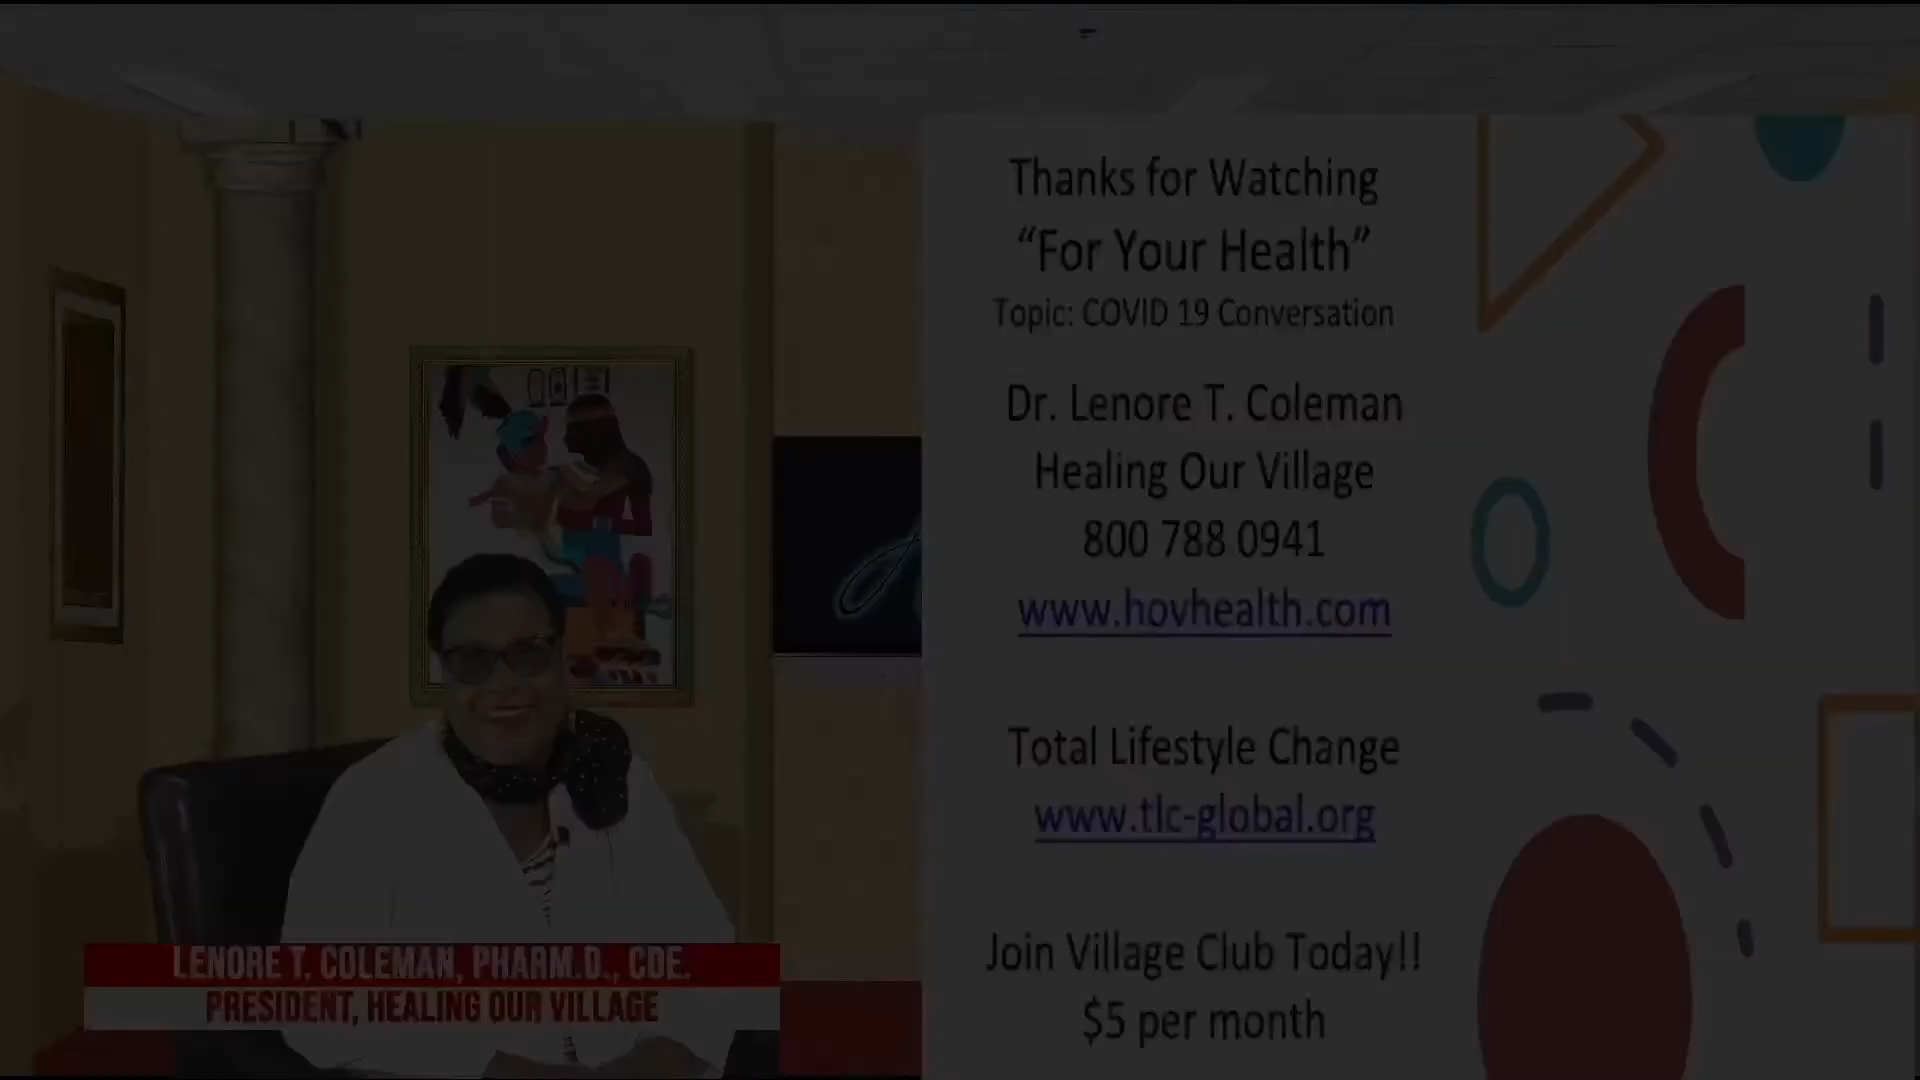 Thanks for Watching
“For Your Health”
Topic: COVID 19 Conversation
Dr. Lenore T. Coleman
Healing Our Village
800 788 0941
www.hovhealth.com
Total Lifestyle Change
www.tlc-global.org
Join Village Club Today!!
$5 per month
LENORE T. COLEMAN, PHARM.D., CDE.
PRESIDENT, HEALING OUR VILLAGE